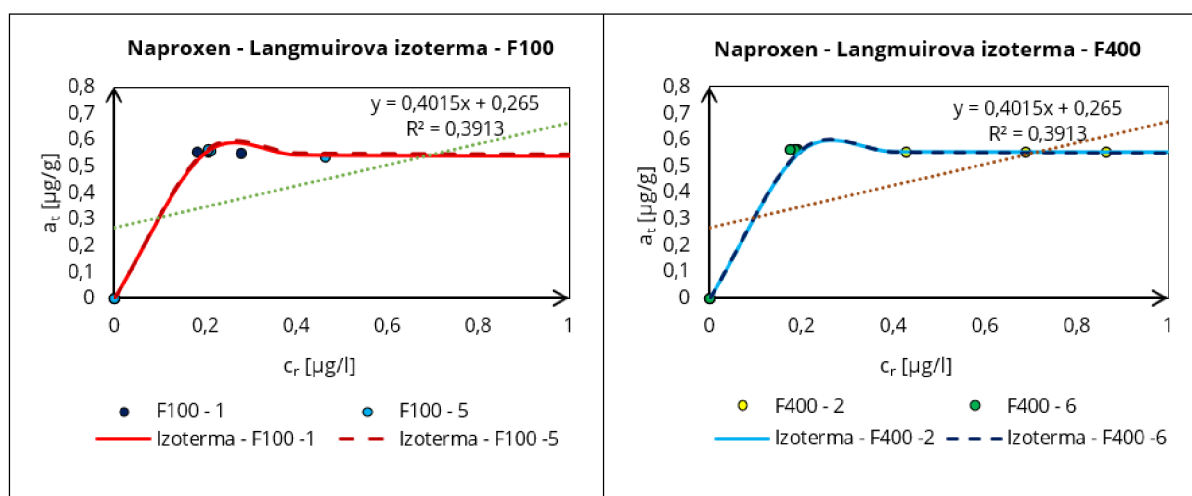 Naproxen - Langmuirova izoterma - F100
y = 0,4015x + 0,265
R² = 0,3913
aₜ [µg/g]
0,8
0,7
0,6
0,5
0,4
0,3
0,2
0,1
0
0
0,2
0,4
0,6
0,8
1
cᵣ [µg/l]
F100 - 1
F100 - 5
Izoterma - F100 -1
Izoterma - F100 -5
Naproxen - Langmuirova izoterma - F400
y = 0,4015x + 0,265
R² = 0,3913
aₜ [µg/g]
0,8
0,7
0,6
0,5
0,4
0,3
0,2
0,1
0
0
0,2
0,4
0,6
0,8
1
cᵣ [µg/l]
F400 - 2
F400 - 6
Izoterma - F400 -2
Izoterma - F400 -6